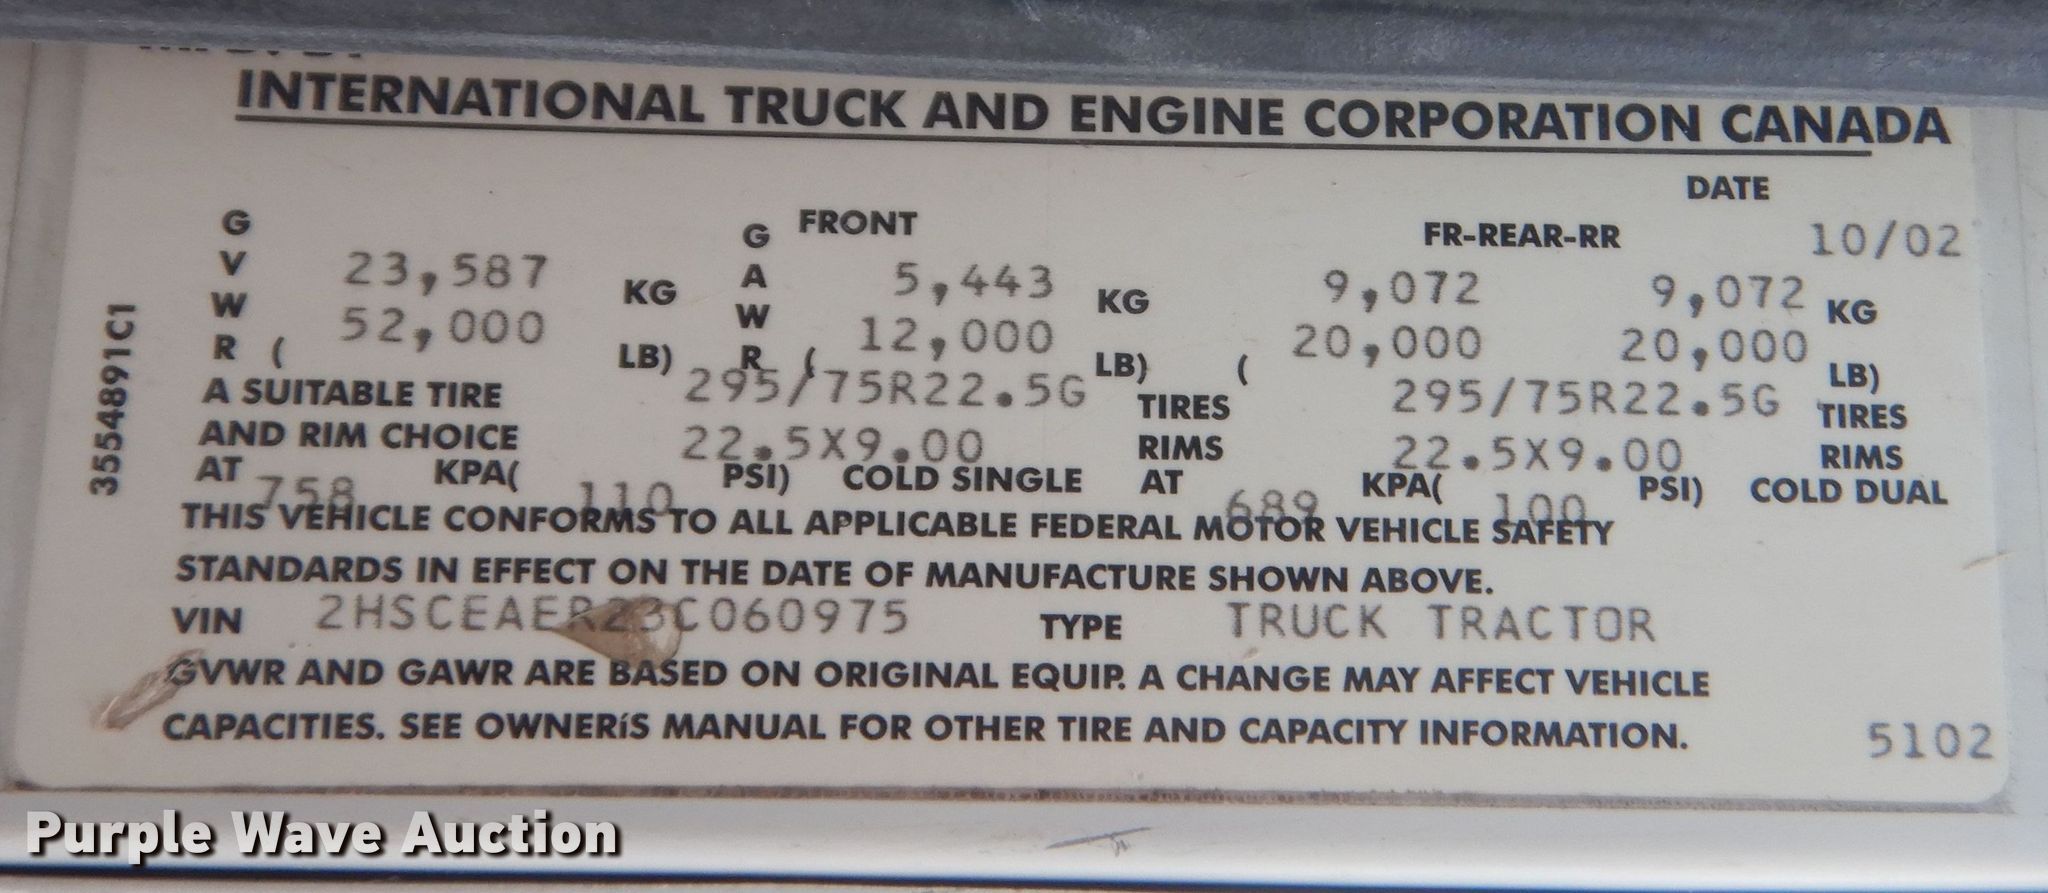 INTERNATIONAL TRUCK AND ENGINE CORPORATION CANADA
DATE
G FRONT G FR-REAR-RR 10/02
V 23,587 KG A 5,443 KG 9,072 9,072 KG
W 52,000 W 12,000 20,000 20,000
R ( LB) R ( LB) ( LB)
A SUITABLE TIRE 295/75R22.5G TIRES 295/75R22.5G TIRES
AND RIM CHOICE 22.5X9.00 RIMS 22.5X9.00 RIMS
AT 758 KPA( 110 PSI) COLD SINGLE AT 689 KPA( 100 PSI) COLD DUAL
THIS VEHICLE CONFORMS TO ALL APPLICABLE FEDERAL MOTOR VEHICLE SAFETY
STANDARDS IN EFFECT ON THE DATE OF MANUFACTURE SHOWN ABOVE.
VIN 2HSCEAER23C060975 TYPE TRUCK TRACTOR
GVWR AND GAWR ARE BASED ON ORIGINAL EQUIP. A CHANGE MAY AFFECT VEHICLE
CAPACITIES. SEE OWNERíS MANUAL FOR OTHER TIRE AND CAPACITY INFORMATION.
5102
3554891C1
Purple Wave Auction